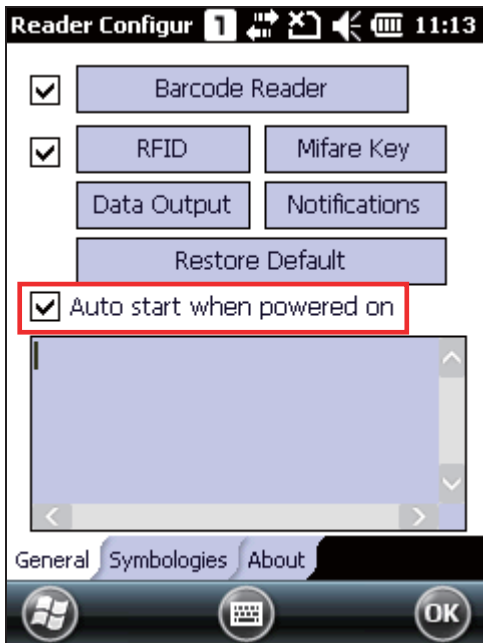 Reader Configur 1 11:13
Barcode Reader
RFID Mifare Key
Data Output Notifications
Restore Default
Auto start when powered on
General Symbologies About
OK